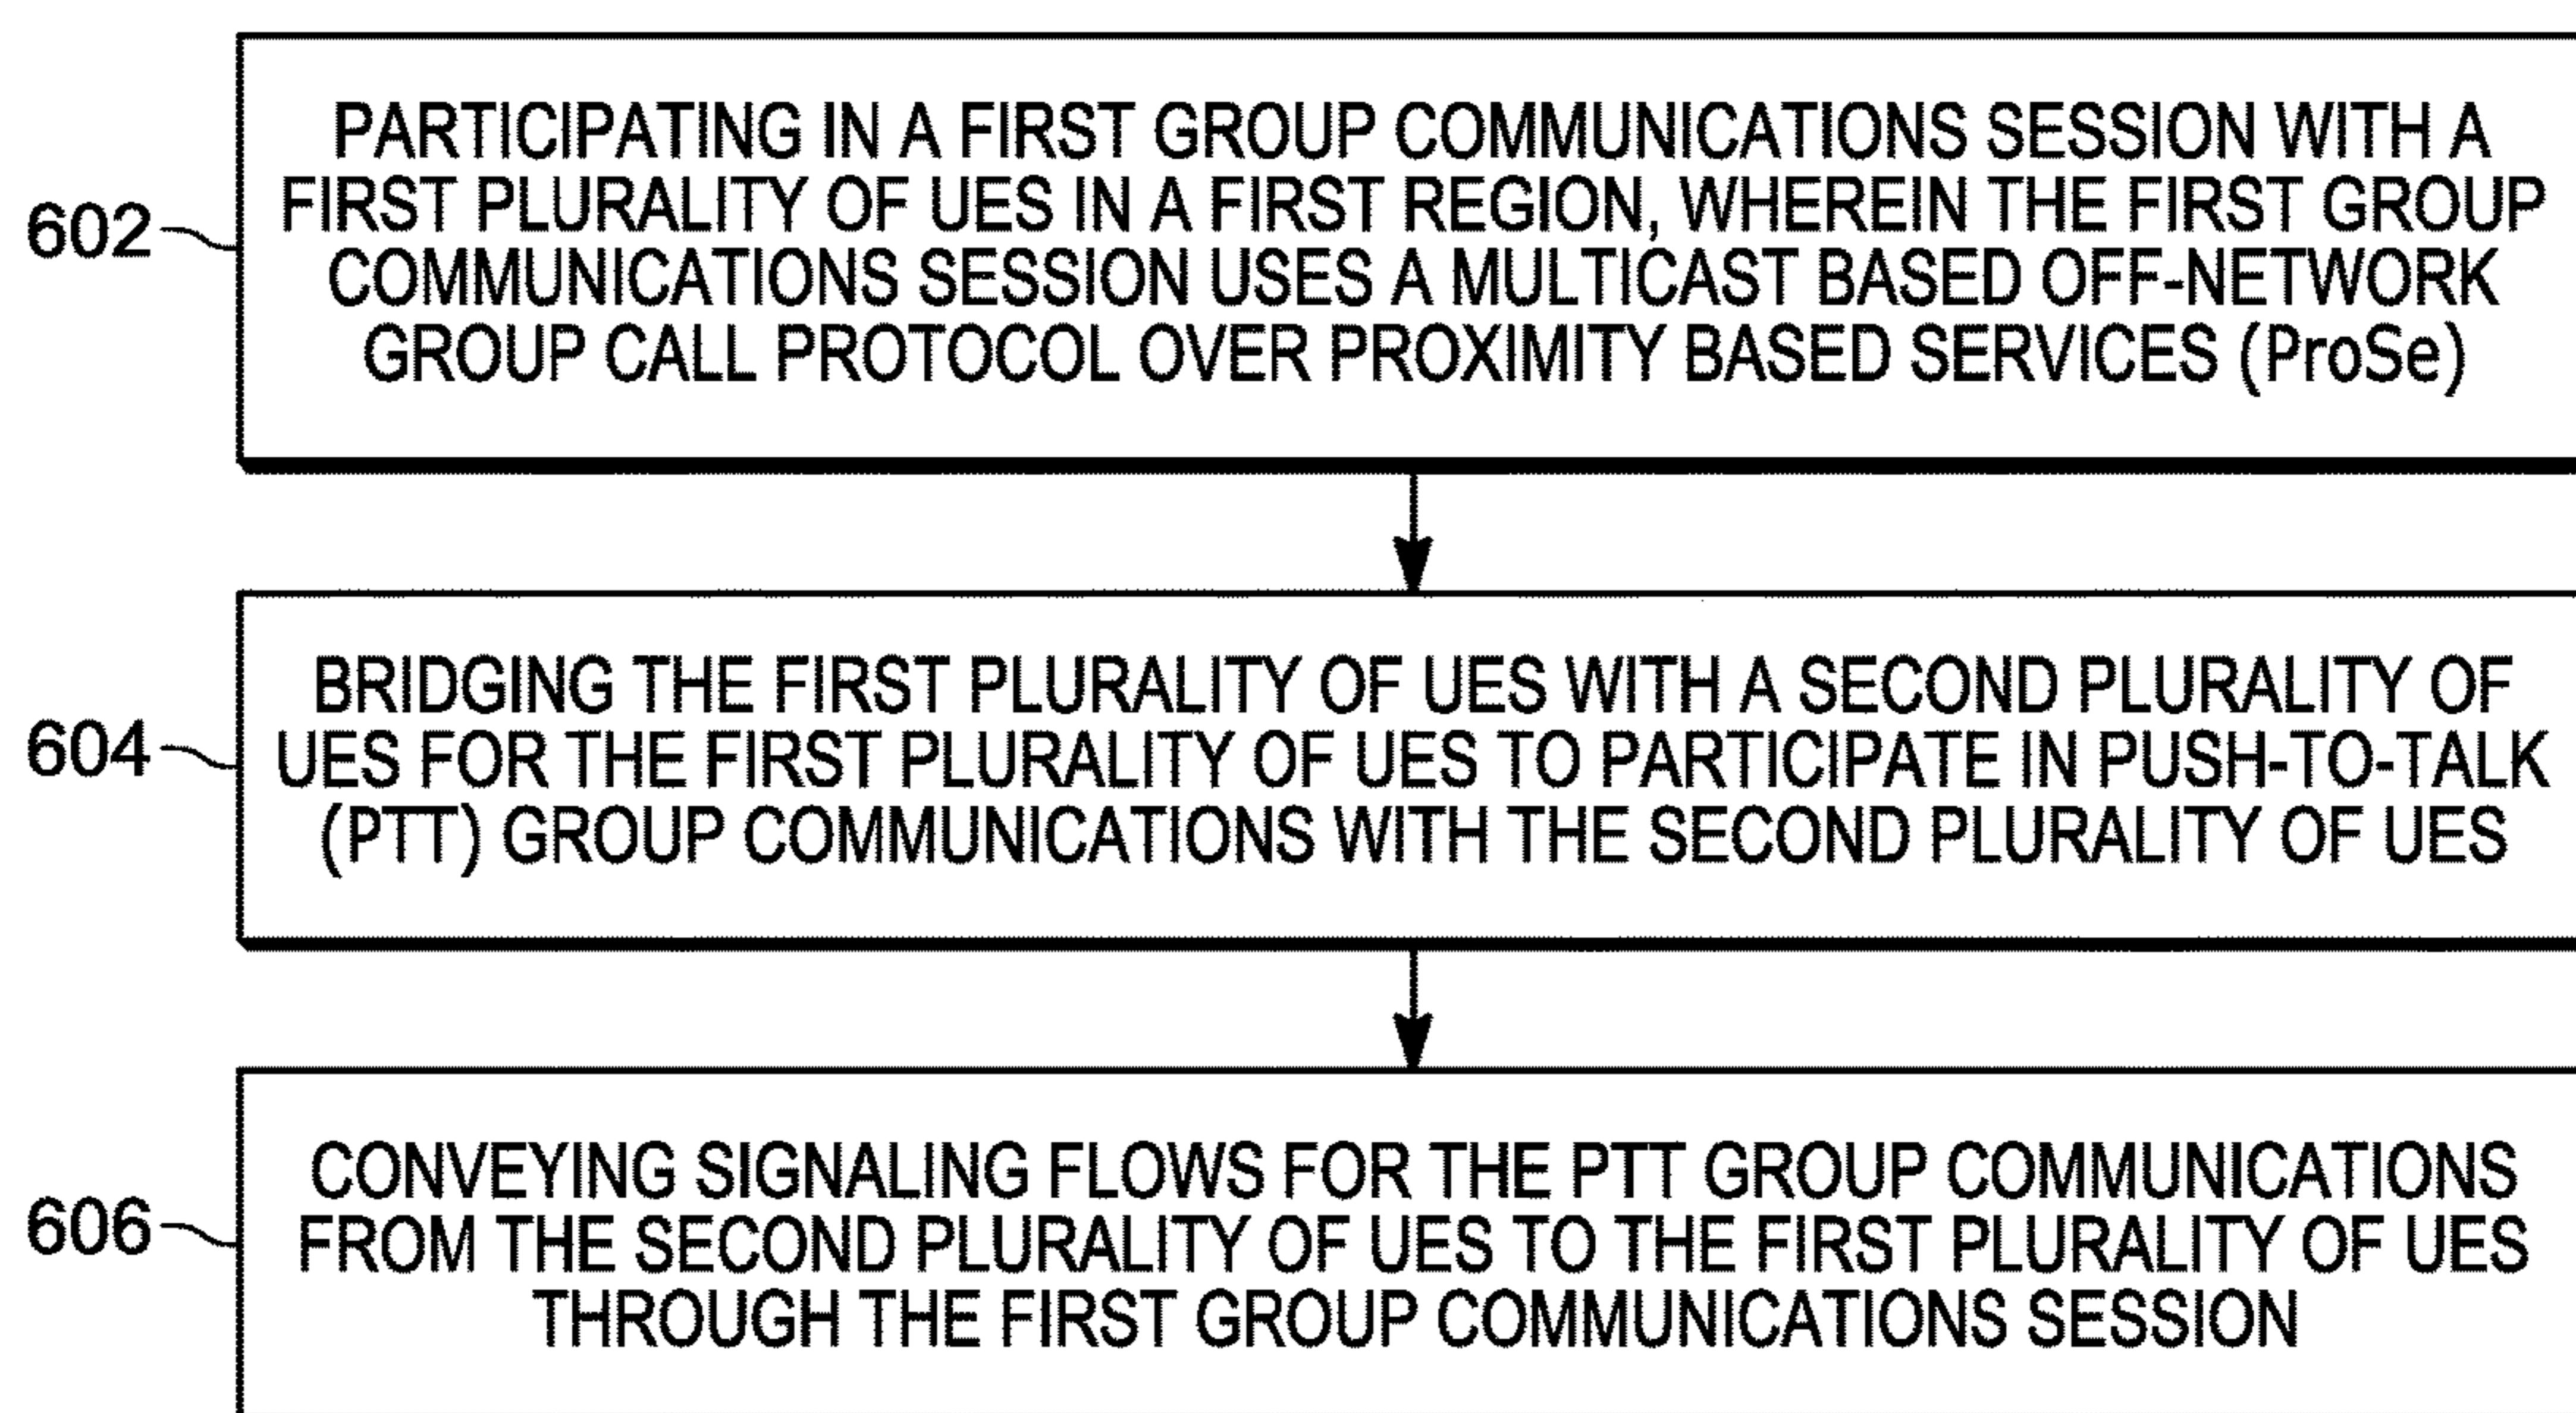 PARTICIPATING IN A FIRST GROUP COMMUNICATIONS SESSION WITH A
FIRST PLURALITY OF UES IN A FIRST REGION, WHEREIN THE FIRST GROUP
602
COMMUNICATIONS SESSION USES A MULTICAST BASED OFF-NETWORK
GROUP CALL PROTOCOL OVER PROXIMITY BASED SERVICES (ProSe)
BRIDGING THE FIRST PLURALITY OF UES WITH A SECOND PLURALITY OF
604
UES FOR THE FIRST PLURALITY OF UES TO PARTICIPATE IN PUSH-TO-TALK
(PTT) GROUP COMMUNICATIONS WITH THE SECOND PLURALITY OF UES
CONVEYING SIGNALING FLOWS FOR THE PTT GROUP COMMUNICATIONS
606
FROM THE SECOND PLURALITY OF UES TO THE FIRST PLURALITY OF UES
THROUGH THE FIRST GROUP COMMUNICATIONS SESSION